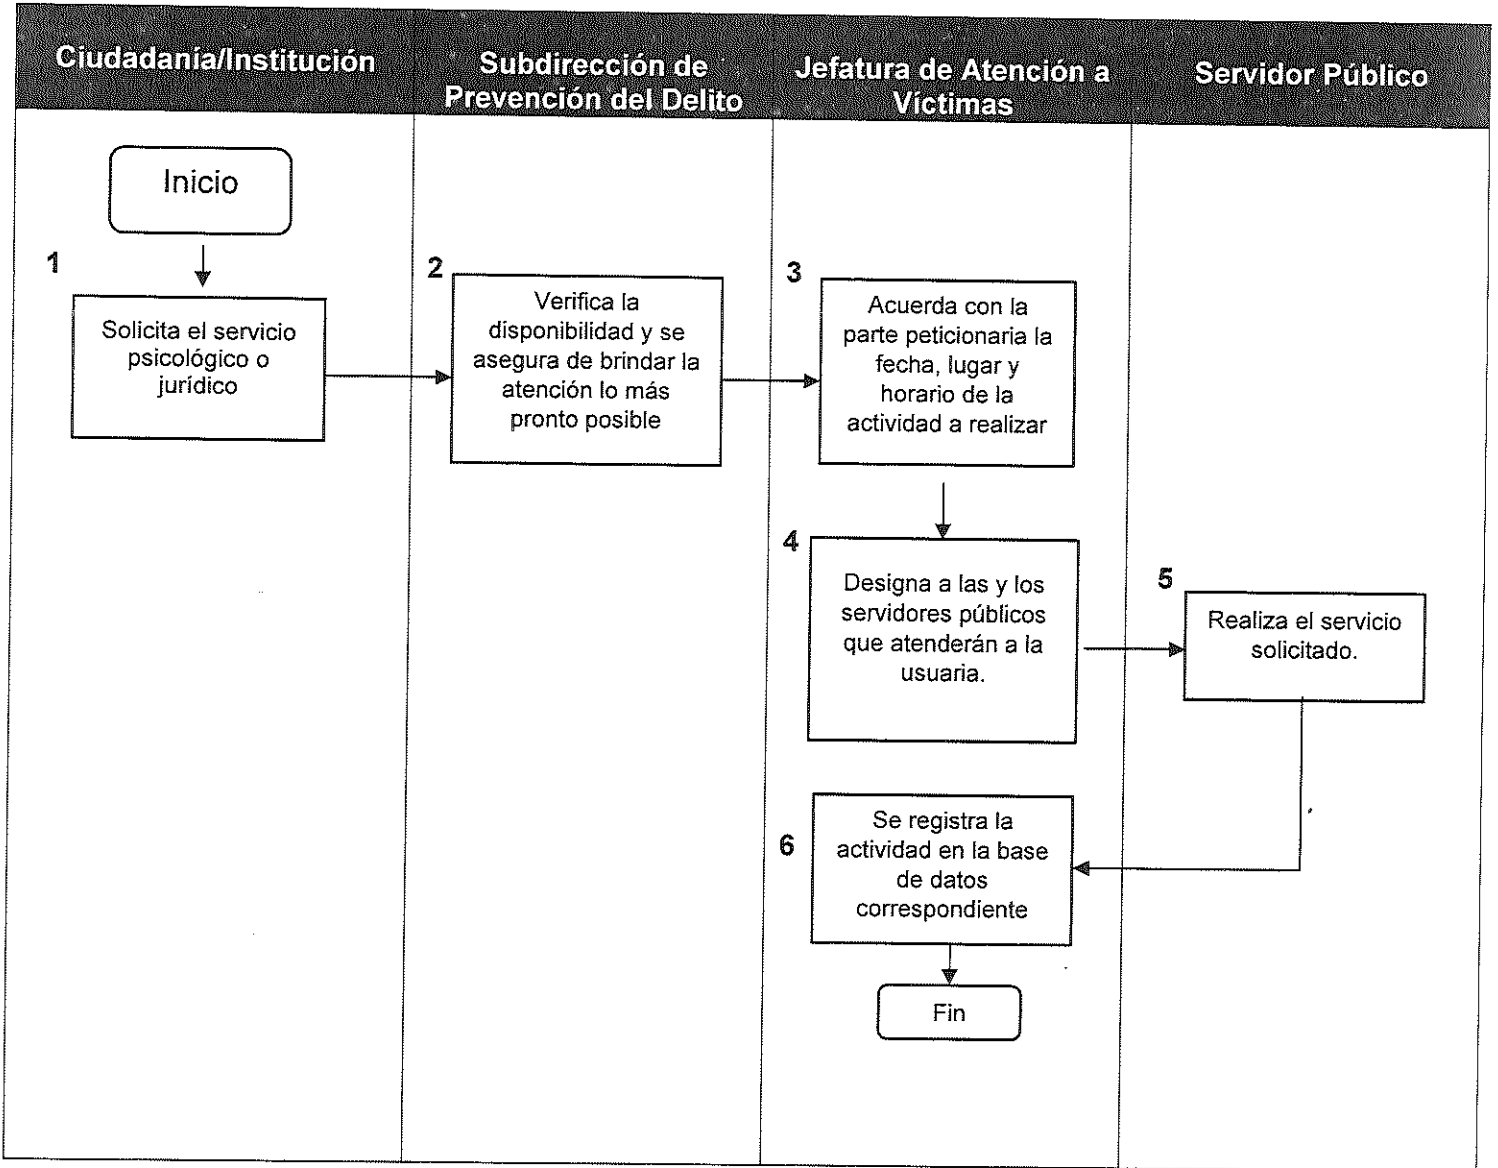 Ciudadanía/Institución
Subdirección de
Prevención del Delito
Jefatura de Atención a
Víctimas
Servidor Público
Inicio
1
Solicita el servicio
psicológico o
jurídico
2
Verifica la
disponibilidad y se
asegura de brindar la
atención lo más
pronto posible
3
Acuerda con la
parte peticionaria la
fecha, lugar y
horario de la
actividad a realizar
4
Designa a las y los
servidores públicos
que atenderán a la
usuaria.
5
Realiza el servicio
solicitado.
6
Se registra la
actividad en la base
de datos
correspondiente
Fin